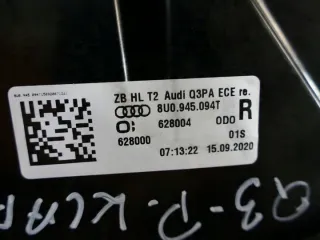 ZB HL T2 Audi Q3PA ECE re.
8U0.945.094T R
628004 ODO
628000 01S
07:13:22 15.09.2020
Q3-P-KLAP